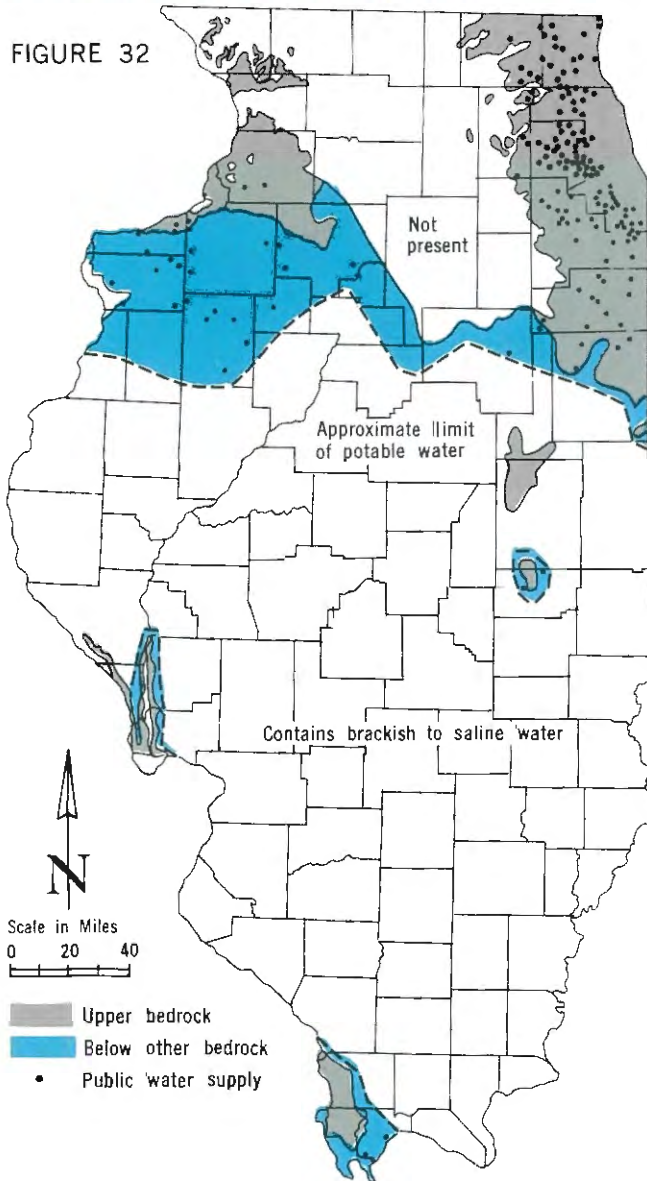 FIGURE 32
Not
present
Approximate limit
of potable water
Contains brackish to saline water
N
Scale in Miles
0 20 40
Upper bedrock
Below other bedrock
Public water supply